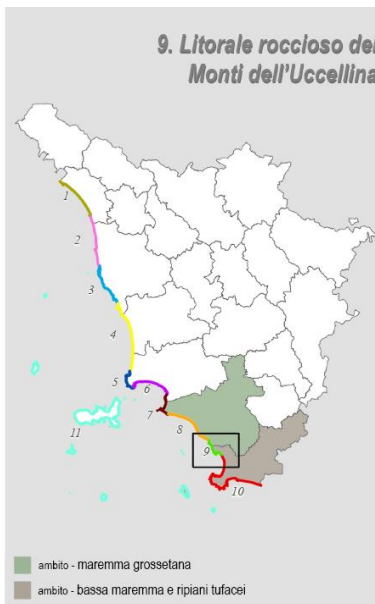 9. Litorale roccioso dei
Monti dell'Uccellina
1
2
3
4
5
6
7
8
9
11
10
ambito - maremma grossetana
ambito - bassa maremma e ripiani tufacei